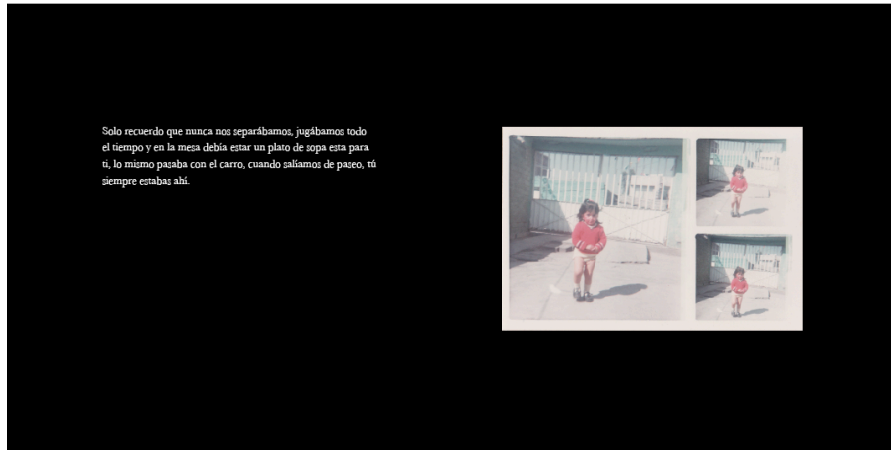 Solo recuerdo que nunca nos separábamos, jugábamos todo
el tiempo y en la mesa debía estar un plato de sopa esta para
ti, lo mismo pasaba con el carro, cuando salíamos de paseo, tú
siempre estabas ahí.